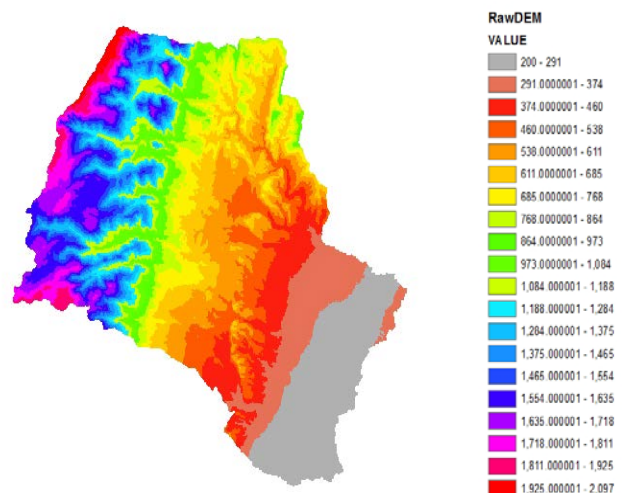 RawDEM
VALUE
200 - 291
291.0000001 - 374
374.0000001 - 460
460.0000001 - 538
538.0000001 - 611
611.0000001 - 685
685.0000001 - 768
768.0000001 - 864
864.0000001 - 973
973.0000001 - 1,084
1,084.000001 - 1,188
1,188.000001 - 1,284
1,284.000001 - 1,375
1,375.000001 - 1,465
1,465.000001 - 1,554
1,554.000001 - 1,635
1,635.000001 - 1,718
1,718.000001 - 1,811
1,811.000001 - 1,925
1,925.000001 - 2,097